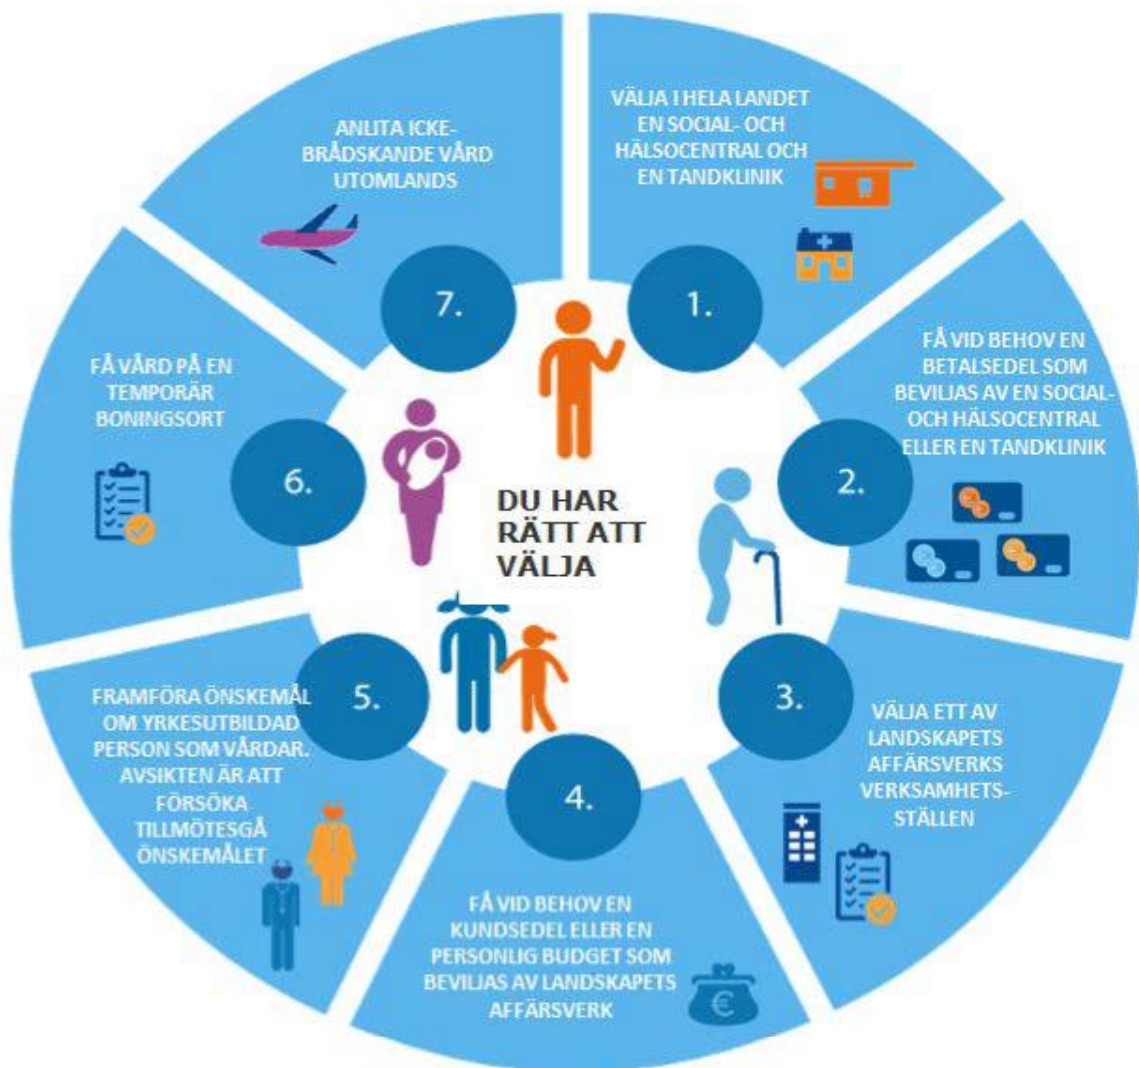 DU HAR
RÄTT ATT
VÄLJA
1.
VÄLJA I HELA LANDET
EN SOCIAL- OCH
HÄLSOCENTRAL OCH
EN TANDKLINIK
2.
FÅ VID BEHOV EN
BETALSEDEL SOM
BEVILJAS AV EN SOCIAL-
OCH HÄLSOCENTRAL
ELLER EN TANDKLINIK
3.
VÄLJA ETT AV
LANDSKAPETS
AFFÄRSVERKS
VERKSAMHETS-
STÄLLEN
4.
FÅ VID BEHOV EN
KUNDSEDEL ELLER EN
PERSONLIG BUDGET SOM
BEVILJAS AV LANDSKAPETS
AFFÄRSVERK
€
5.
FRAMFÖRA ÖNSKEMÅL
OM YRKESUTBILDAD
PERSON SOM VÅRDAR.
AVSIKTEN ÄR ATT
FÖRSÖKA
TILLMÖTESGÅ
ÖNSKEMÅLET
6.
FÅ VÅRD PÅ EN
TEMPORÄR
BONINGSORT
7.
ANLITA ICKE-
BRÅDSKANDE VÅRD
UTOMLANDS